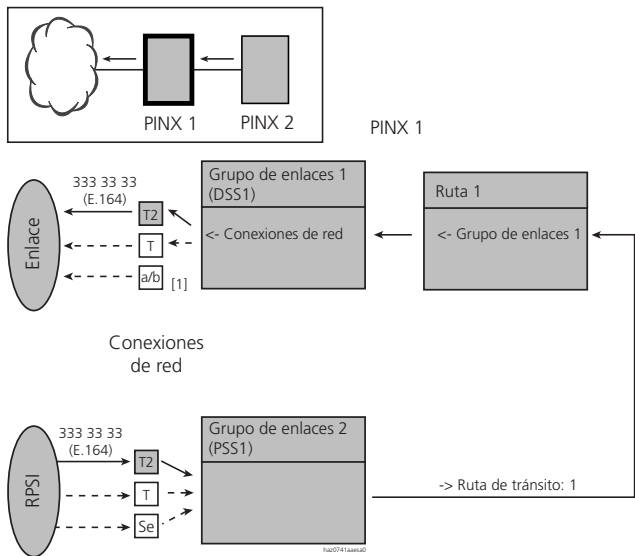 PINX 1
PINX 2
PINX 1
333 33 33
(E.164)
Grupo de enlaces 1
(DSS1)
Ruta 1
T2
Enlace
<- Conexiones de red
<- Grupo de enlaces 1
T
a/b
[1]
Conexiones
de red
333 33 33
(E.164)
Grupo de enlaces 2
(PSS1)
T2
RPSI
T
-> Ruta de tránsito: 1
Se
haz0741aaesa0